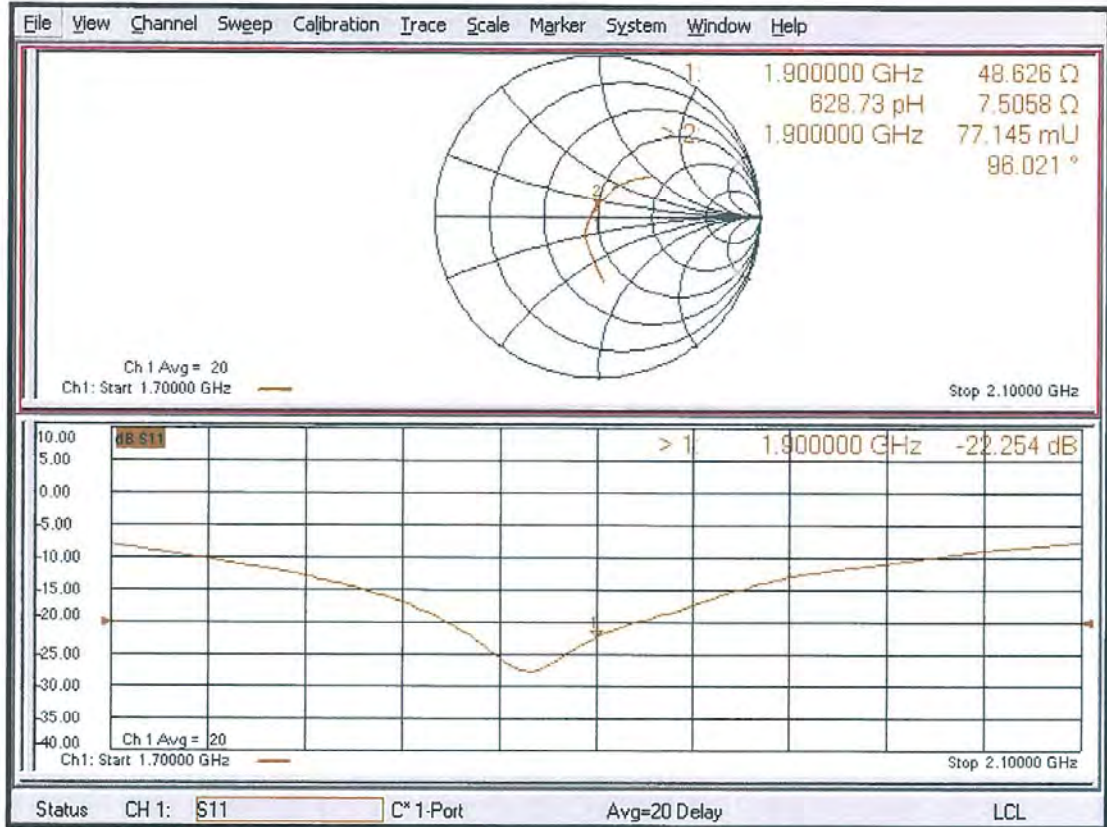 File View Channel Sweep Calibration Trace Scale Marker System Window Help
1: 1.900000 GHz 48.626 Ω
628.73 pH 7.5058 Ω
> 2: 1.900000 GHz 77.145 mU
96.021 °
2
Ch 1 Avg = 20
Ch1: Start 1.70000 GHz
Stop 2.10000 GHz
10.00
dB S11
> 1: 1.900000 GHz -22.254 dB
5.00
0.00
-5.00
-10.00
-15.00
-20.00
1
-25.00
-30.00
-35.00
-40.00
Ch 1 Avg = 20
Ch1: Start 1.70000 GHz
Stop 2.10000 GHz
Status CH 1: S11 C* 1-Port Avg=20 Delay LCL